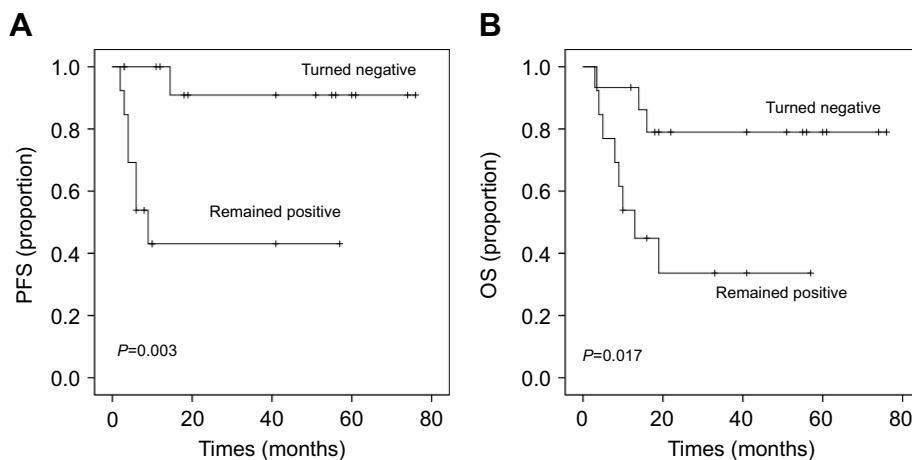 A
PFS (proportion)
1.0
0.8
0.6
0.4
0.2
0.0
Turned negative
Remained positive
P=0.003
0
20
40
60
80
Times (months)
B
OS (proportion)
1.0
0.8
0.6
0.4
0.2
0.0
Turned negative
Remained positive
P=0.017
0
20
40
60
80
Times (months)